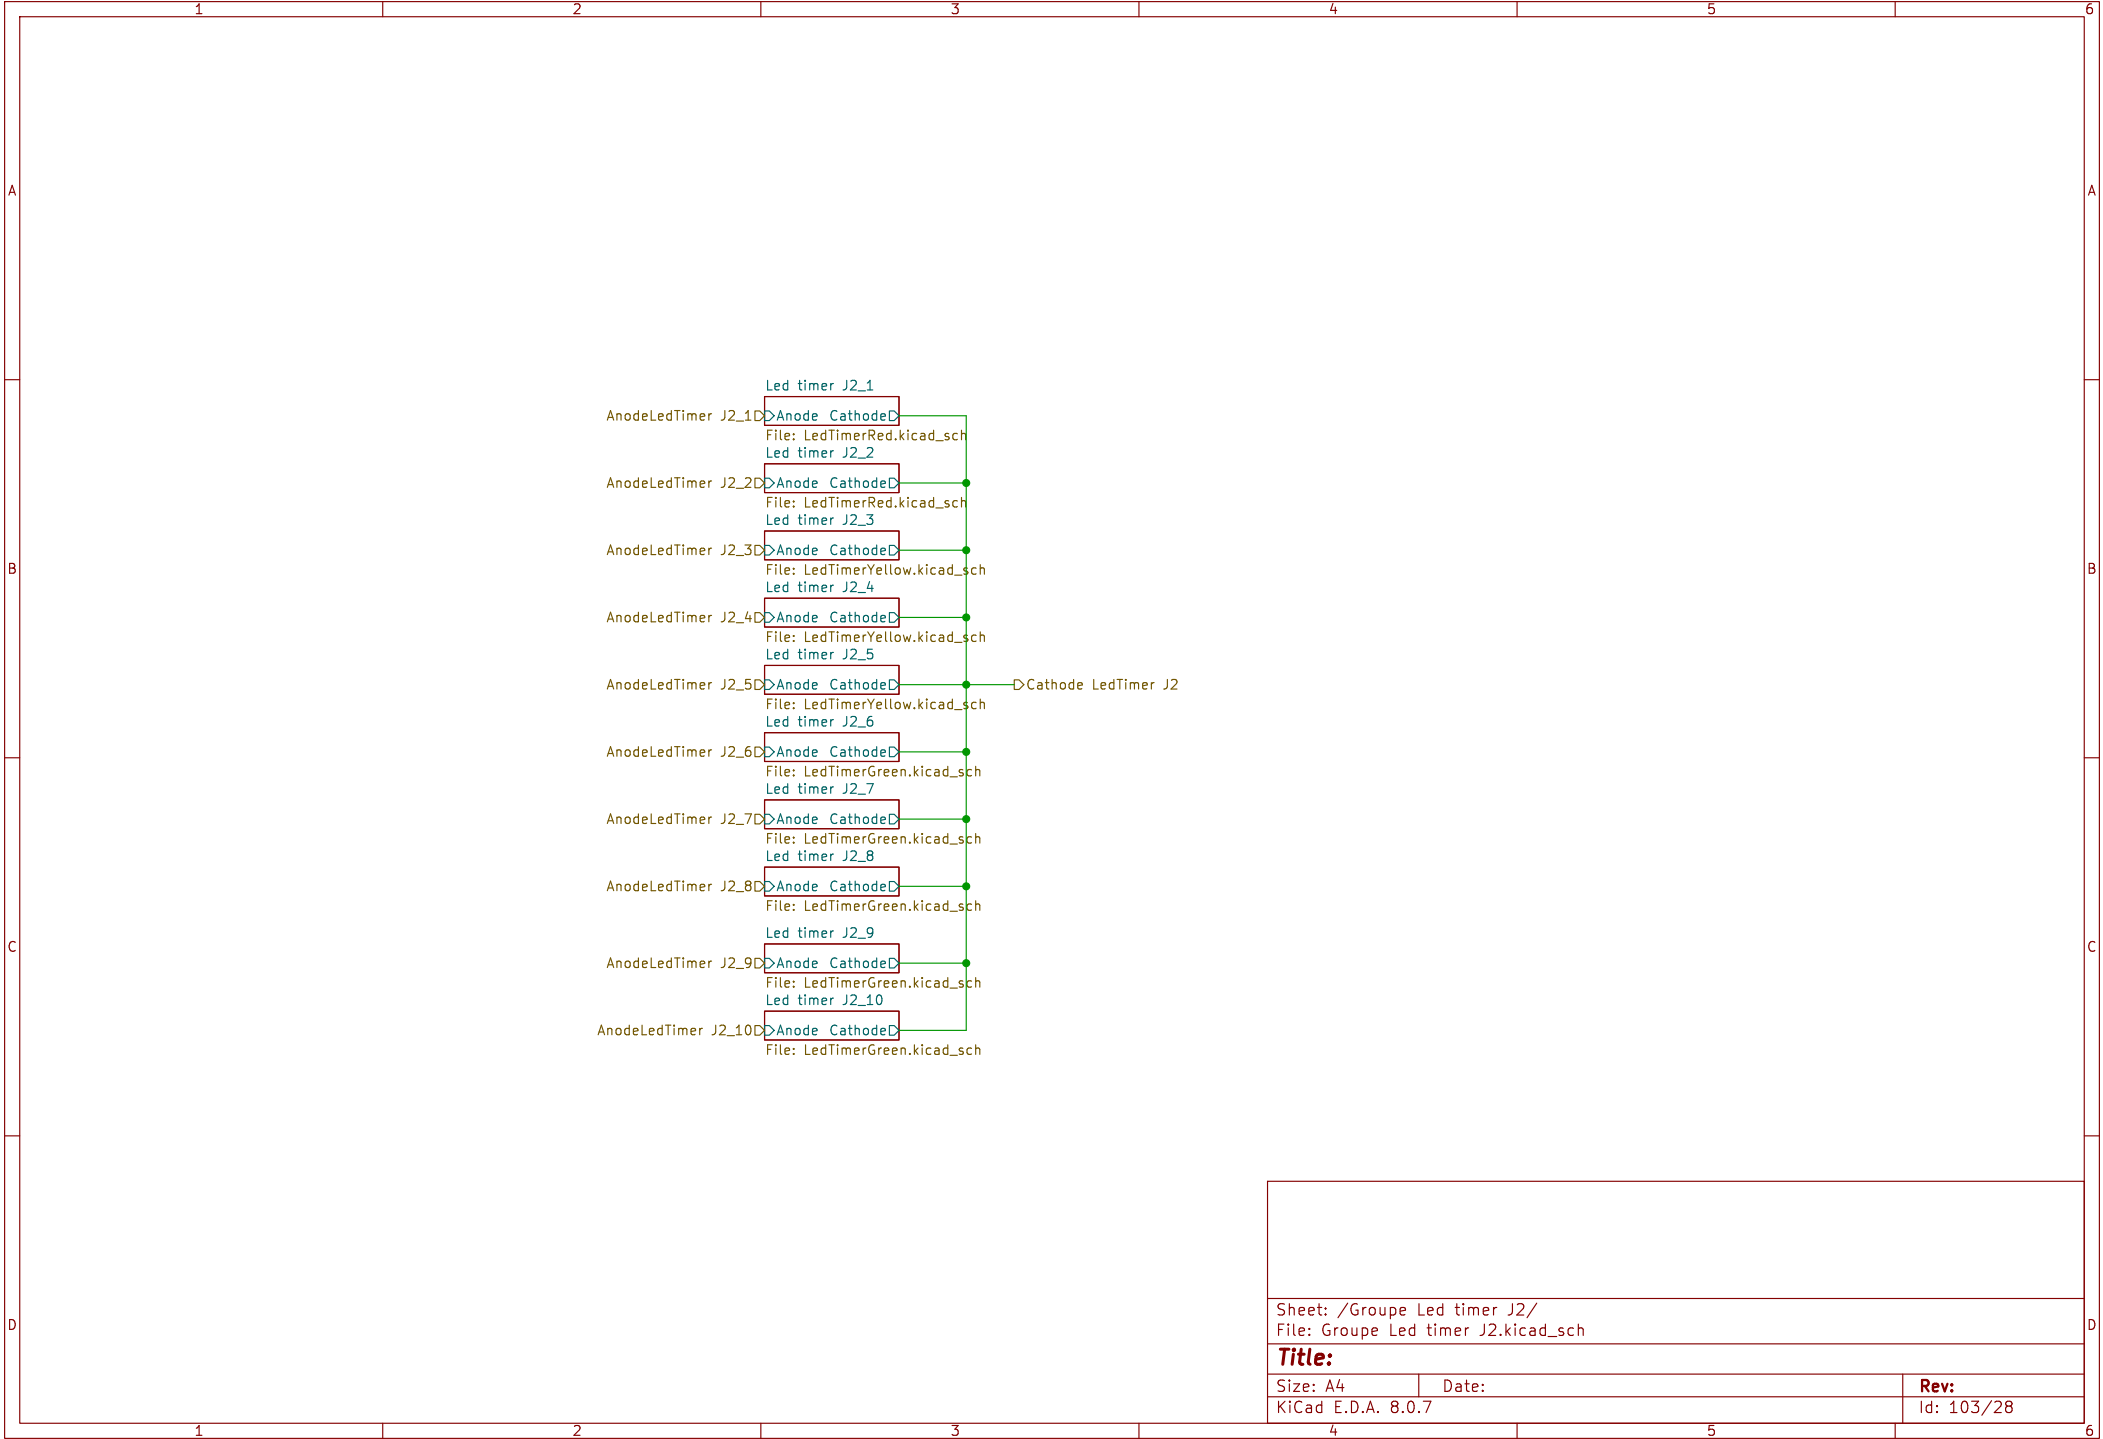 1 2 3 4 5 6
A A
Led timer J2_1
AnodeLedTimer J2_1 Anode Cathode
File: LedTimerRed.kicad_sch
Led timer J2_2
AnodeLedTimer J2_2 Anode Cathode
File: LedTimerRed.kicad_sch
Led timer J2_3
AnodeLedTimer J2_3 Anode Cathode
B B
File: LedTimerYellow.kicad_sch
Led timer J2_4
AnodeLedTimer J2_4 Anode Cathode
File: LedTimerYellow.kicad_sch
Led timer J2_5
AnodeLedTimer J2_5 Anode Cathode Cathode LedTimer J2
File: LedTimerYellow.kicad_sch
Led timer J2_6
AnodeLedTimer J2_6 Anode Cathode
File: LedTimerGreen.kicad_sch
Led timer J2_7
AnodeLedTimer J2_7 Anode Cathode
File: LedTimerGreen.kicad_sch
Led timer J2_8
AnodeLedTimer J2_8 Anode Cathode
File: LedTimerGreen.kicad_sch
Led timer J2_9
C C
AnodeLedTimer J2_9 Anode Cathode
File: LedTimerGreen.kicad_sch
Led timer J2_10
AnodeLedTimer J2_10 Anode Cathode
File: LedTimerGreen.kicad_sch
Sheet: /Groupe Led timer J2/
D D
File: Groupe Led timer J2.kicad_sch
Title:
Size: A4 Date: Rev:
KiCad E.D.A. 8.0.7 Id: 103/28
1 2 3 4 5 6